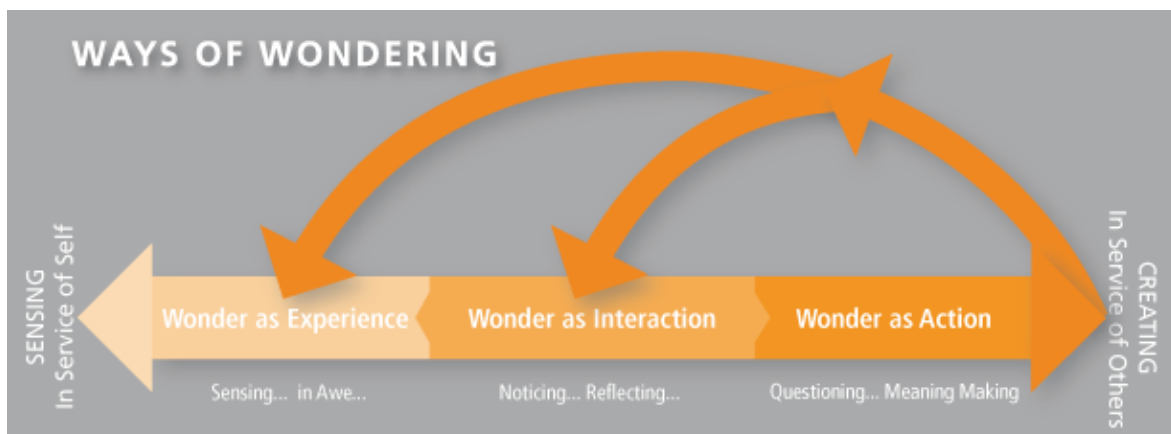 WAYS OF WONDERING
SENSING
In Service of Self
Wonder as Experience
Wonder as Interaction
Wonder as Action
CREATING
In Service of Others
Sensing... in Awe...
Noticing... Reflecting...
Questioning... Meaning Making